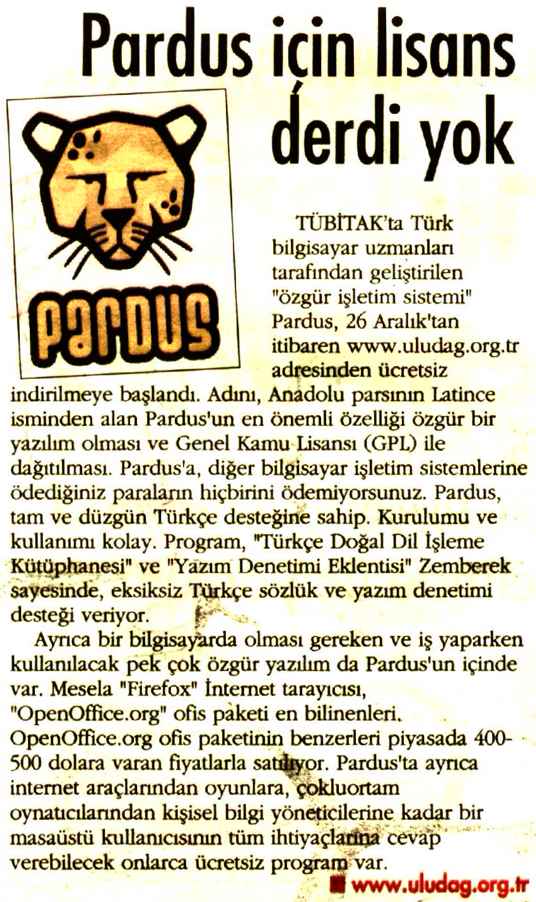 Pardus için lisans
derdi yok
PARDUS
TÜBİTAK'ta Türk
bilgisayar uzmanları
tarafından geliştirilen
"özgür işletim sistemi"
Pardus, 26 Aralık'tan
itibaren www.uludag.org.tr
adresinden ücretsiz
indirilmeye başlandı. Adını, Anadolu parsının Latince
isminden alan Pardus'un en önemli özelliği özgür bir
yazılım olması ve Genel Kamu Lisansı (GPL) ile
dağıtılması. Pardus'a, diğer bilgisayar işletim sistemlerine
ödediğiniz paraların hiçbirini ödemiyorsunuz. Pardus,
tam ve düzgün Türkçe desteğine sahip. Kurulumu ve
kullanımı kolay. Program, "Türkçe Doğal Dil İşleme
Kütüphanesi" ve "Yazım Denetimi Eklentisi" Zemberek
sayesinde, eksiksiz Türkçe sözlük ve yazım denetimi
desteği veriyor.
Ayrıca bir bilgisayarda olması gereken ve iş yaparken
kullanılacak pek çok özgür yazılım da Pardus'un içinde
var. Mesela "Firefox" İnternet tarayıcısı,
"OpenOffice.org" ofis paketi en bilinenleri.
OpenOffice.org ofis paketinin benzerleri piyasada 400-
500 dolara varan fiyatlarla satılıyor. Pardus'ta ayrıca
internet araçlarından oyunlara, çokluortam
oynatıcılarından kişisel bilgi yöneticilerine kadar bir
masaüstü kullanıcısının tüm ihtiyaçlarına cevap
verebilecek onlarca ücretsiz program var.
www.uludag.org.tr